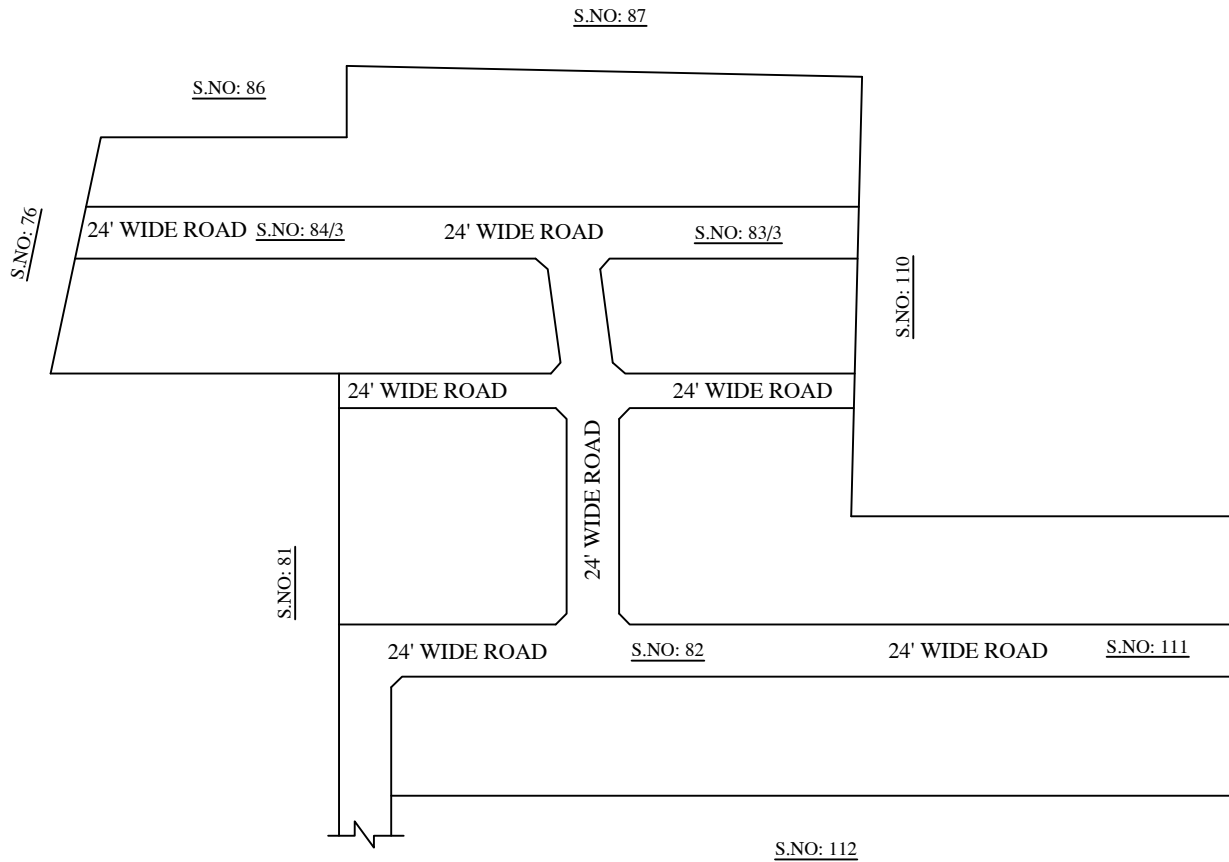 S.NO: 87
S.NO: 86
S.NO: 76
24' WIDE ROAD
S.NO: 84/3
24' WIDE ROAD
S.NO: 83/3
S.NO: 110
24' WIDE ROAD
24' WIDE ROAD
24' WIDE ROAD
S.NO: 81
24' WIDE ROAD
S.NO: 82
24' WIDE ROAD
S.NO: 111
S.NO: 112